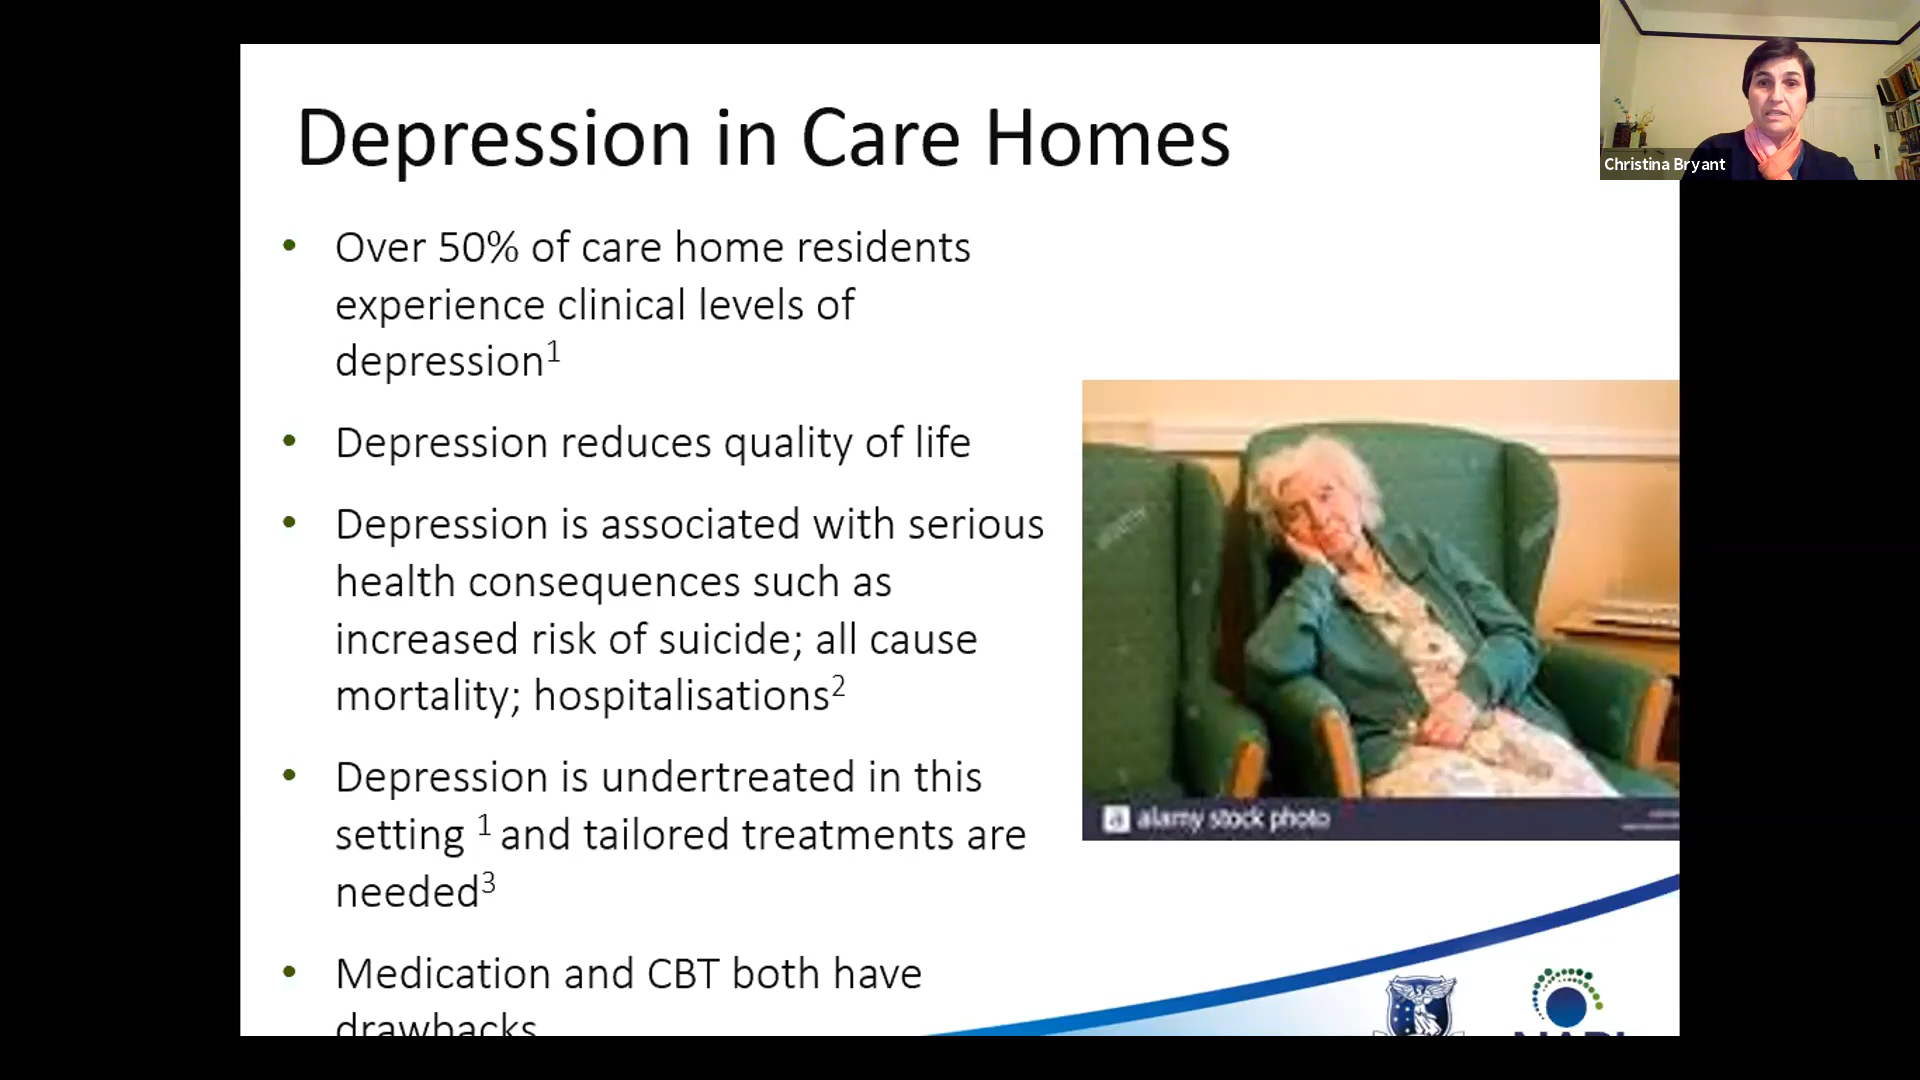 Depression in Care Homes
Christina Bryant
• Over 50% of care home residents
experience clinical levels of
depression1
• Depression reduces quality of life
• Depression is associated with serious
health consequences such as
increased risk of suicide; all cause
mortality; hospitalisations2
• Depression is undertreated in this
setting 1 and tailored treatments are
needed3
• Medication and CBT both have
drawbacks
a alamy stock photo